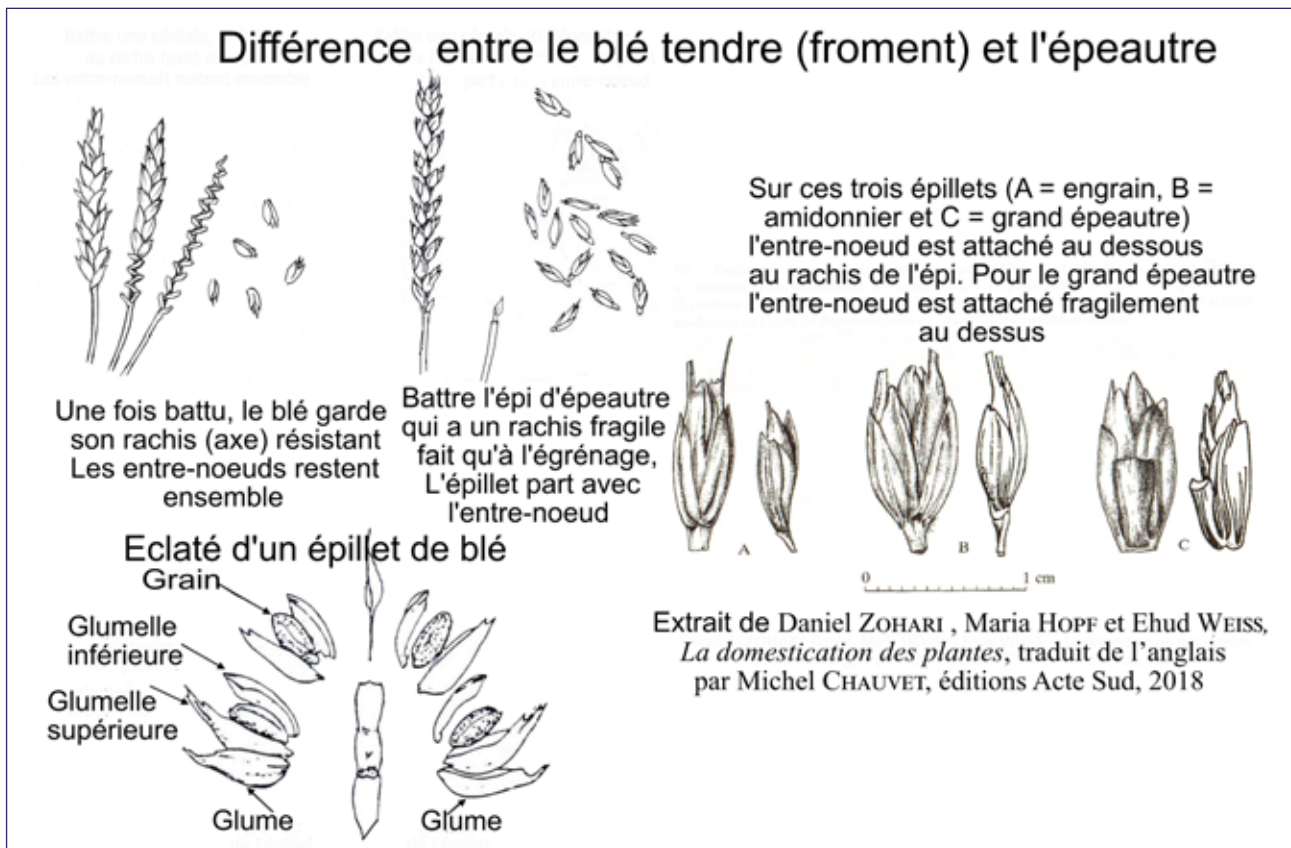 Différence entre le blé tendre (froment) et l'épeautre
Une fois battu, le blé garde
son rachis (axe) résistant
Les entre-noeuds restent
ensemble
Battre l'épi d'épeautre
qui a un rachis fragile
fait qu'à l'égrénage,
L'épillet part avec
l'entre-noeud
Sur ces trois épillets (A = engrain, B =
amidonnier et C = grand épeautre)
l'entre-noeud est attaché au dessous
au rachis de l'épi. Pour le grand épeautre
l'entre-noeud est attaché fragilement
au dessus
A
B
C
0
1 cm
Extrait de Daniel ZOHARI , Maria HOPF et Ehud WEISS,
La domestication des plantes, traduit de l'anglais
par Michel CHAUVET, éditions Acte Sud, 2018
Eclaté d'un épillet de blé
Grain
Glumelle
inférieure
Glumelle
supérieure
Glume
Glume